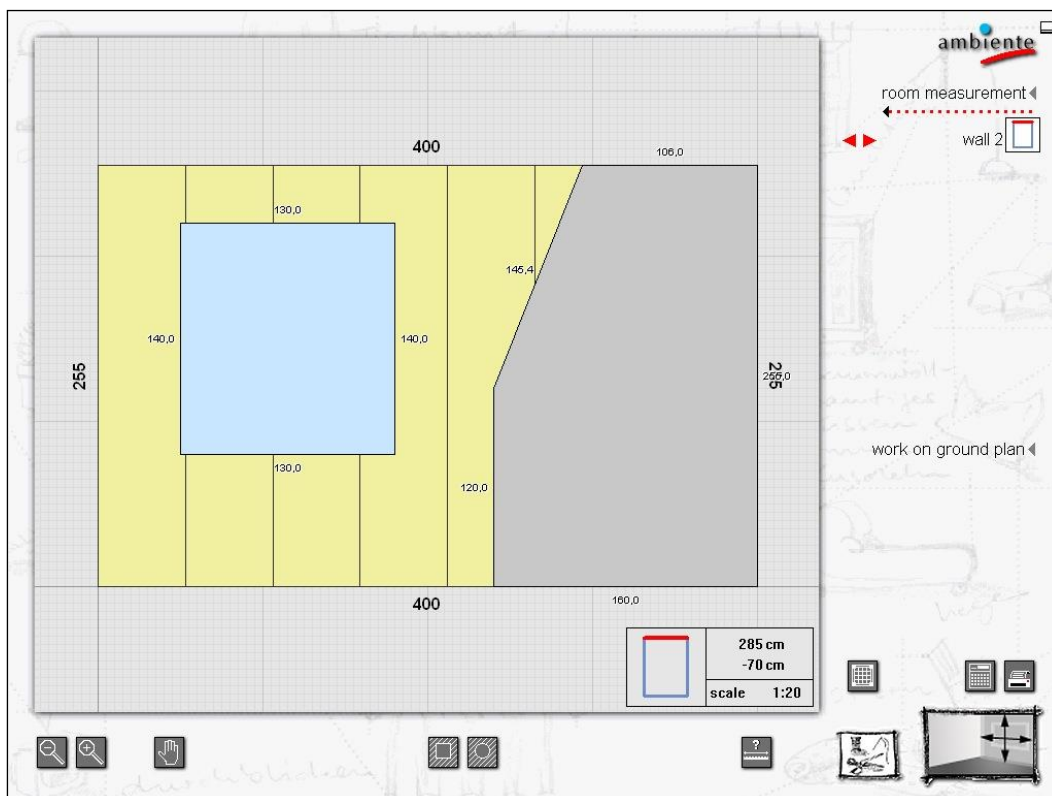 ambiente
room measurement
wall 2
400
106,0
130,0
145,4
140,0
140,0
255
255
255,0
130,0
120,0
work on ground plan
400
160,0
285 cm
-70 cm
scale 1:20
?